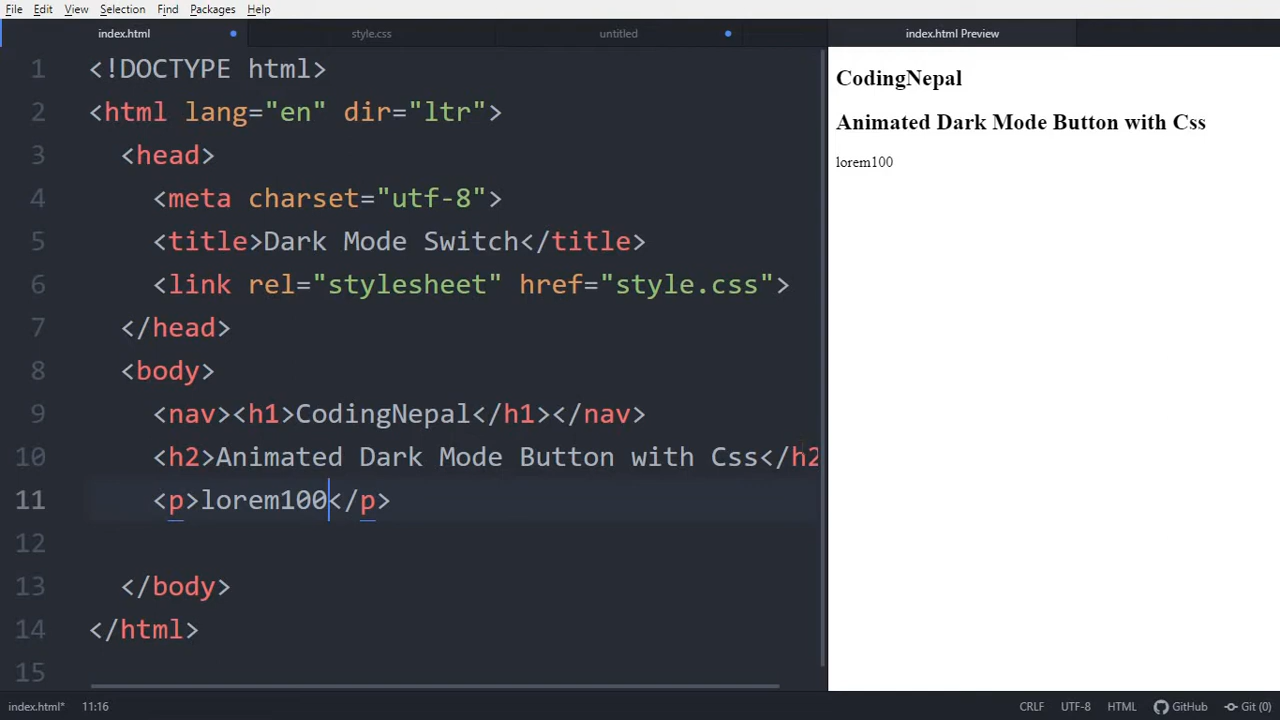 File Edit View Selection Find Packages Help
index.html style.css untitled index.html Preview
1 <!DOCTYPE html>
2 <html lang="en" dir="ltr">
3 <head>
4 <meta charset="utf-8">
5 <title>Dark Mode Switch</title>
6 <link rel="stylesheet" href="style.css">
7 </head>
8 <body>
9 <nav><h1>CodingNepal</h1></nav>
10 <h2>Animated Dark Mode Button with Css</h2
11 <p>lorem100</p>
12
13 </body>
14 </html>
15
CodingNepal
Animated Dark Mode Button with Css
lorem100
index.html* 11:16 CRLF UTF-8 HTML GitHub Git (0)